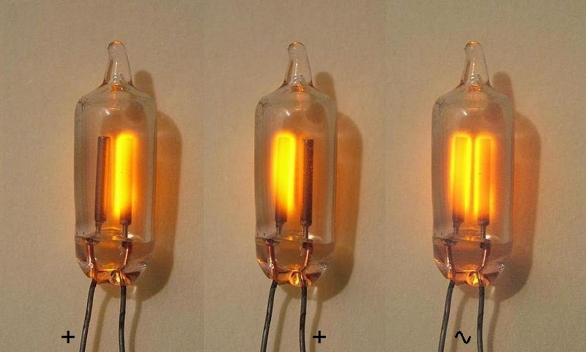 + + ∿